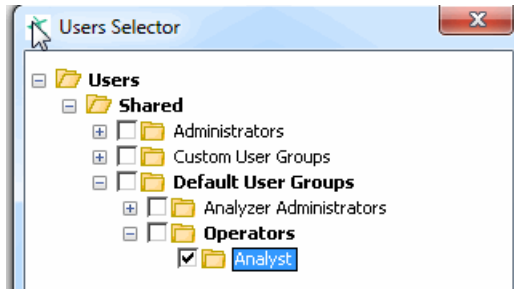 Users Selector
Users
Shared
Administrators
Custom User Groups
Default User Groups
Analyzer Administrators
Operators
Analyst